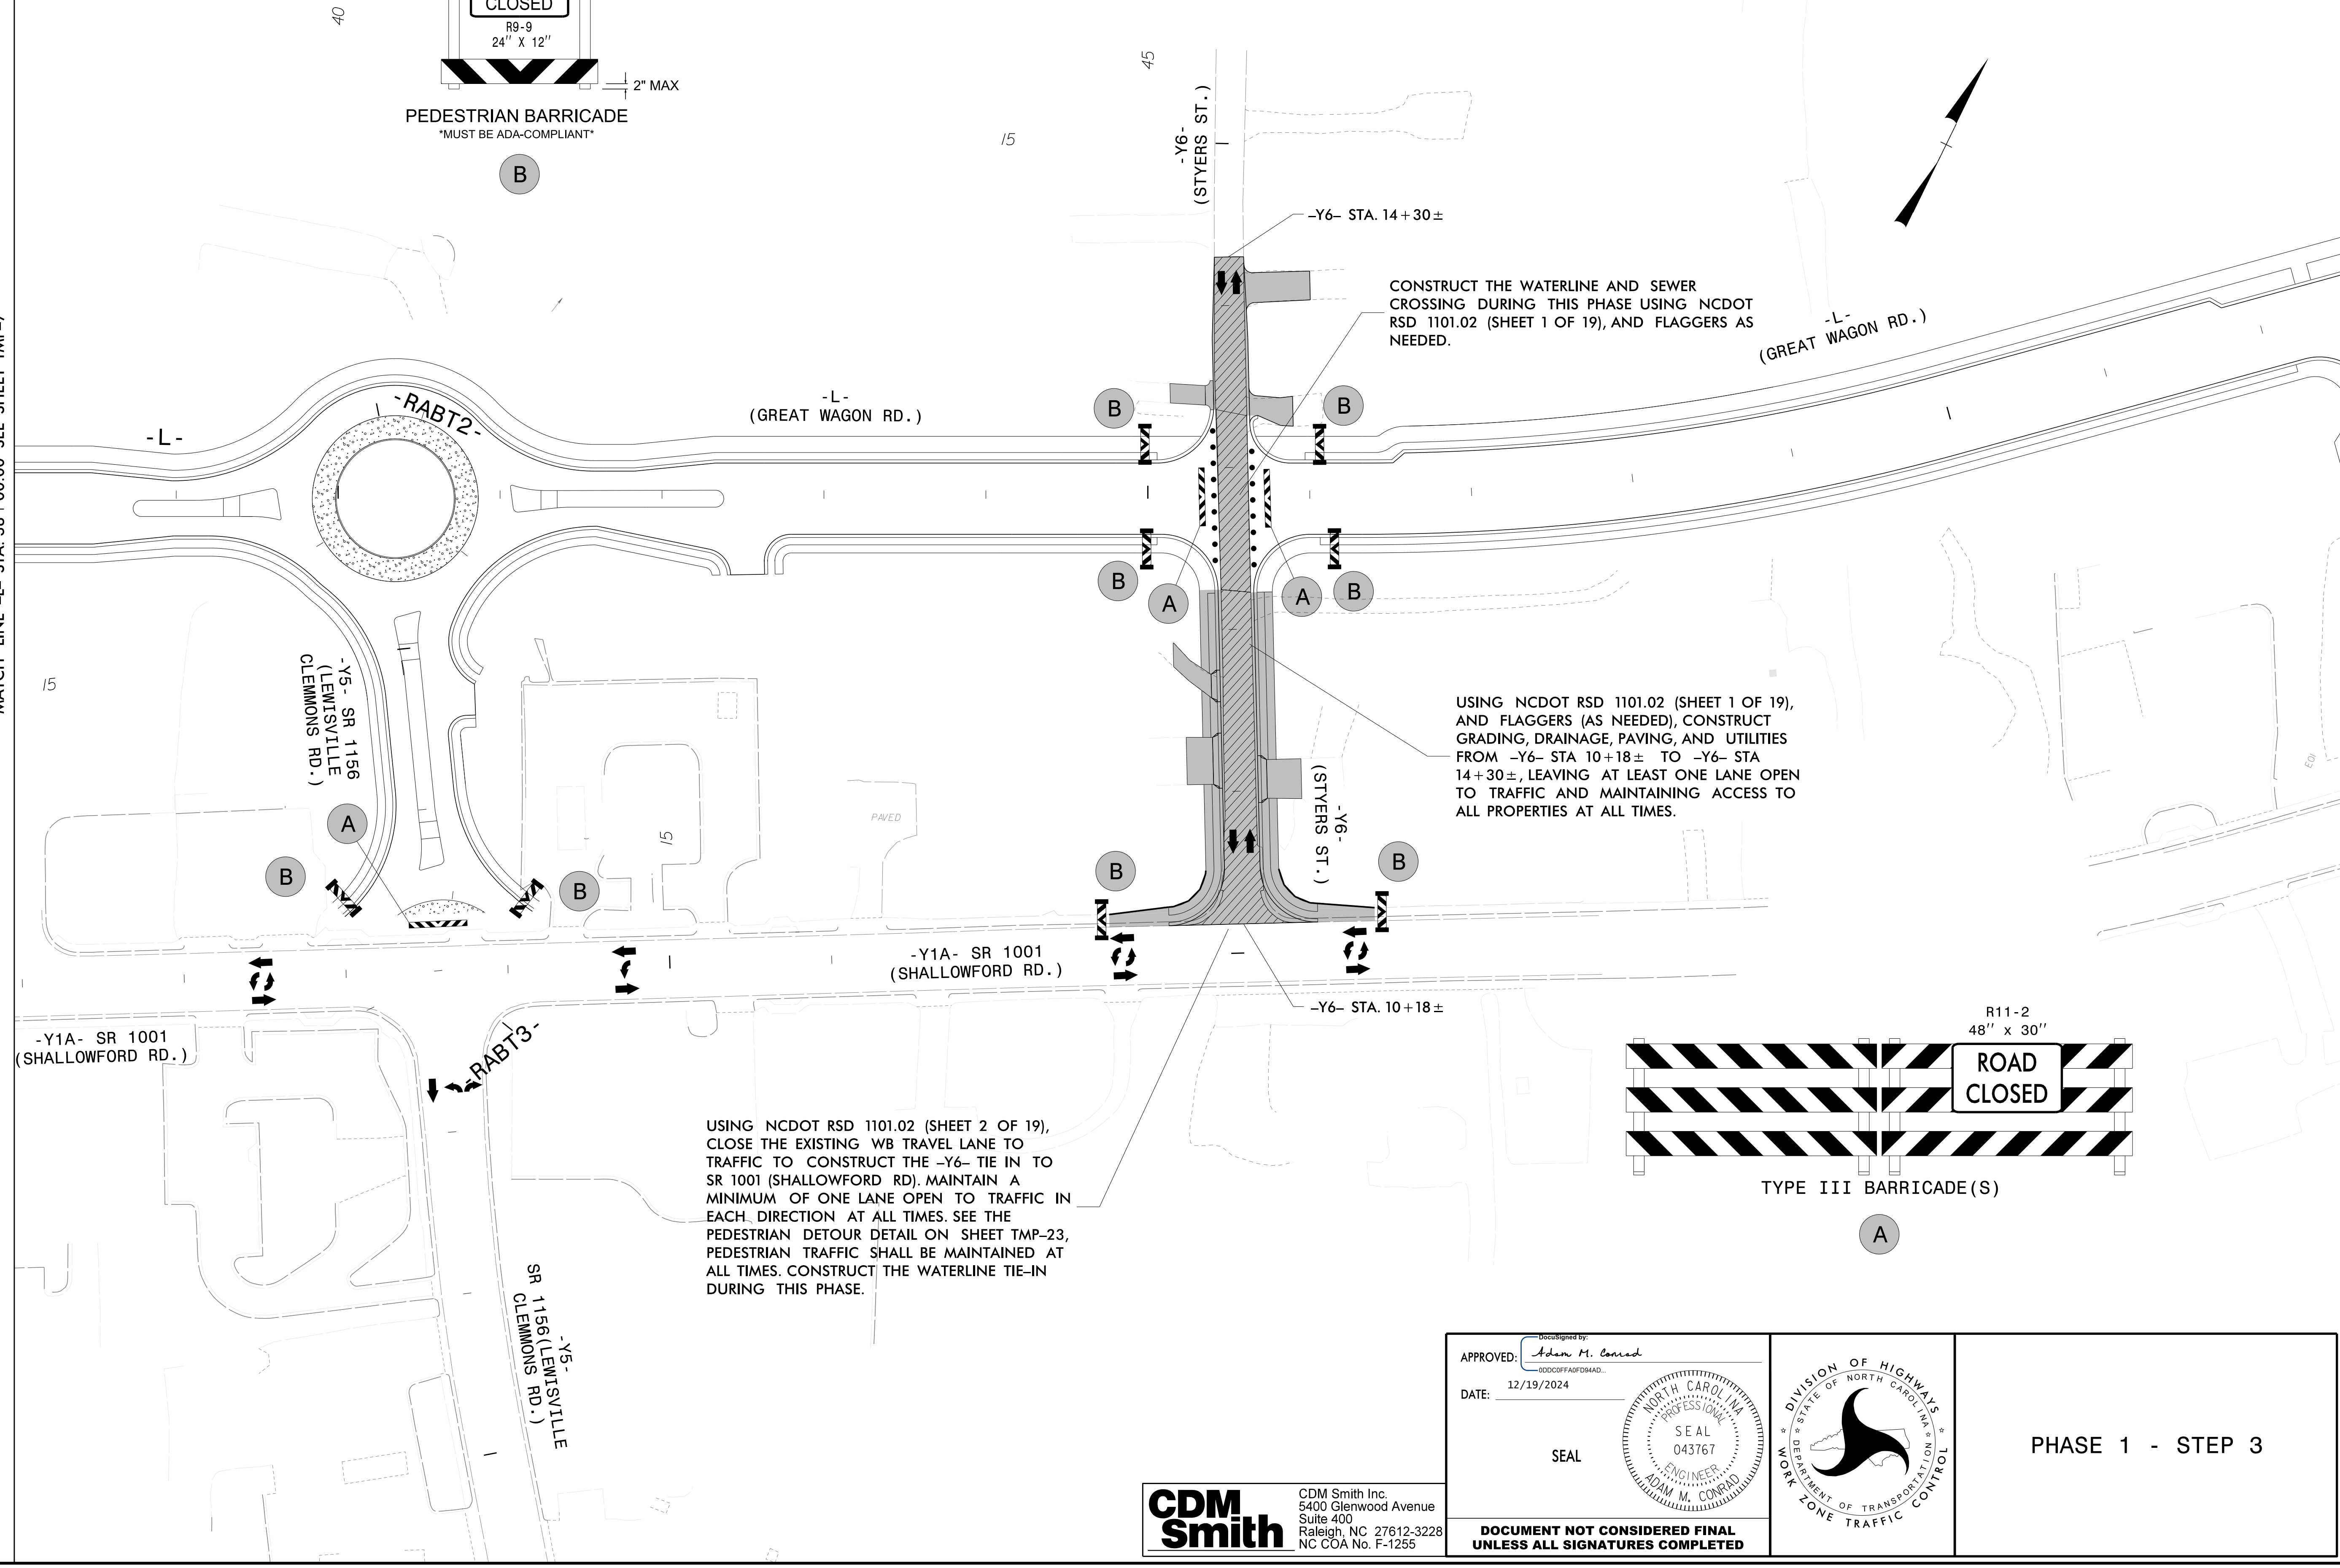 40
CLOSED
R9-9
24'' X 12''
2" MAX
PEDESTRIAN BARRICADE
*MUST BE ADA-COMPLIANT*
B
15
45
-Y6-
(STYERS ST.)
–Y6– STA. 14+30±
CONSTRUCT THE WATERLINE AND SEWER
CROSSING DURING THIS PHASE USING NCDOT
RSD 1101.02 (SHEET 1 OF 19), AND FLAGGERS AS
NEEDED.
-L-
(GREAT WAGON RD.)
-L-
-RABT2-
-L-
(GREAT WAGON RD.)
B
B
B
A
A
B
15
-Y5- SR 1156
(LEWISVILLE
CLEMMONS RD.)
A
B
B
15
PAVED
USING NCDOT RSD 1101.02 (SHEET 1 OF 19),
AND FLAGGERS (AS NEEDED), CONSTRUCT
GRADING, DRAINAGE, PAVING, AND UTILITIES
FROM –Y6– STA 10+18± TO –Y6– STA
14+30±, LEAVING AT LEAST ONE LANE OPEN
TO TRAFFIC AND MAINTAINING ACCESS TO
ALL PROPERTIES AT ALL TIMES.
EOI
-Y6-
(STYERS ST.)
B
B
-Y1A- SR 1001
(SHALLOWFORD RD.)
–Y6– STA. 10+18±
-Y1A- SR 1001
(SHALLOWFORD RD.)
-RABT3-
USING NCDOT RSD 1101.02 (SHEET 2 OF 19),
CLOSE THE EXISTING WB TRAVEL LANE TO
TRAFFIC TO CONSTRUCT THE –Y6– TIE IN TO
SR 1001 (SHALLOWFORD RD). MAINTAIN A
MINIMUM OF ONE LANE OPEN TO TRAFFIC IN
EACH DIRECTION AT ALL TIMES. SEE THE
PEDESTRIAN DETOUR DETAIL ON SHEET TMP–23,
PEDESTRIAN TRAFFIC SHALL BE MAINTAINED AT
ALL TIMES. CONSTRUCT THE WATERLINE TIE–IN
DURING THIS PHASE.
R11-2
48'' x 30''
ROAD
CLOSED
TYPE III BARRICADE(S)
A
-Y5-
SR 1156(LEWISVILLE
CLEMMONS RD.)
CDM
Smith
CDM Smith Inc.
5400 Glenwood Avenue
Suite 400
Raleigh, NC 27612-3228
NC COA No. F-1255
DocuSigned by:
APPROVED: Adam M. Conrad
0DDC0FFA0FD94AD...
DATE: 12/19/2024
SEAL
NORTH CAROLINA
PROFESSIONAL
SEAL
043767
ENGINEER
ADAM M. CONRAD
DOCUMENT NOT CONSIDERED FINAL
UNLESS ALL SIGNATURES COMPLETED
DIVISION OF HIGHWAYS
STATE OF NORTH CAROLINA
DEPARTMENT OF TRANSPORTATION
WORK ZONE TRAFFIC CONTROL
PHASE 1 - STEP 3